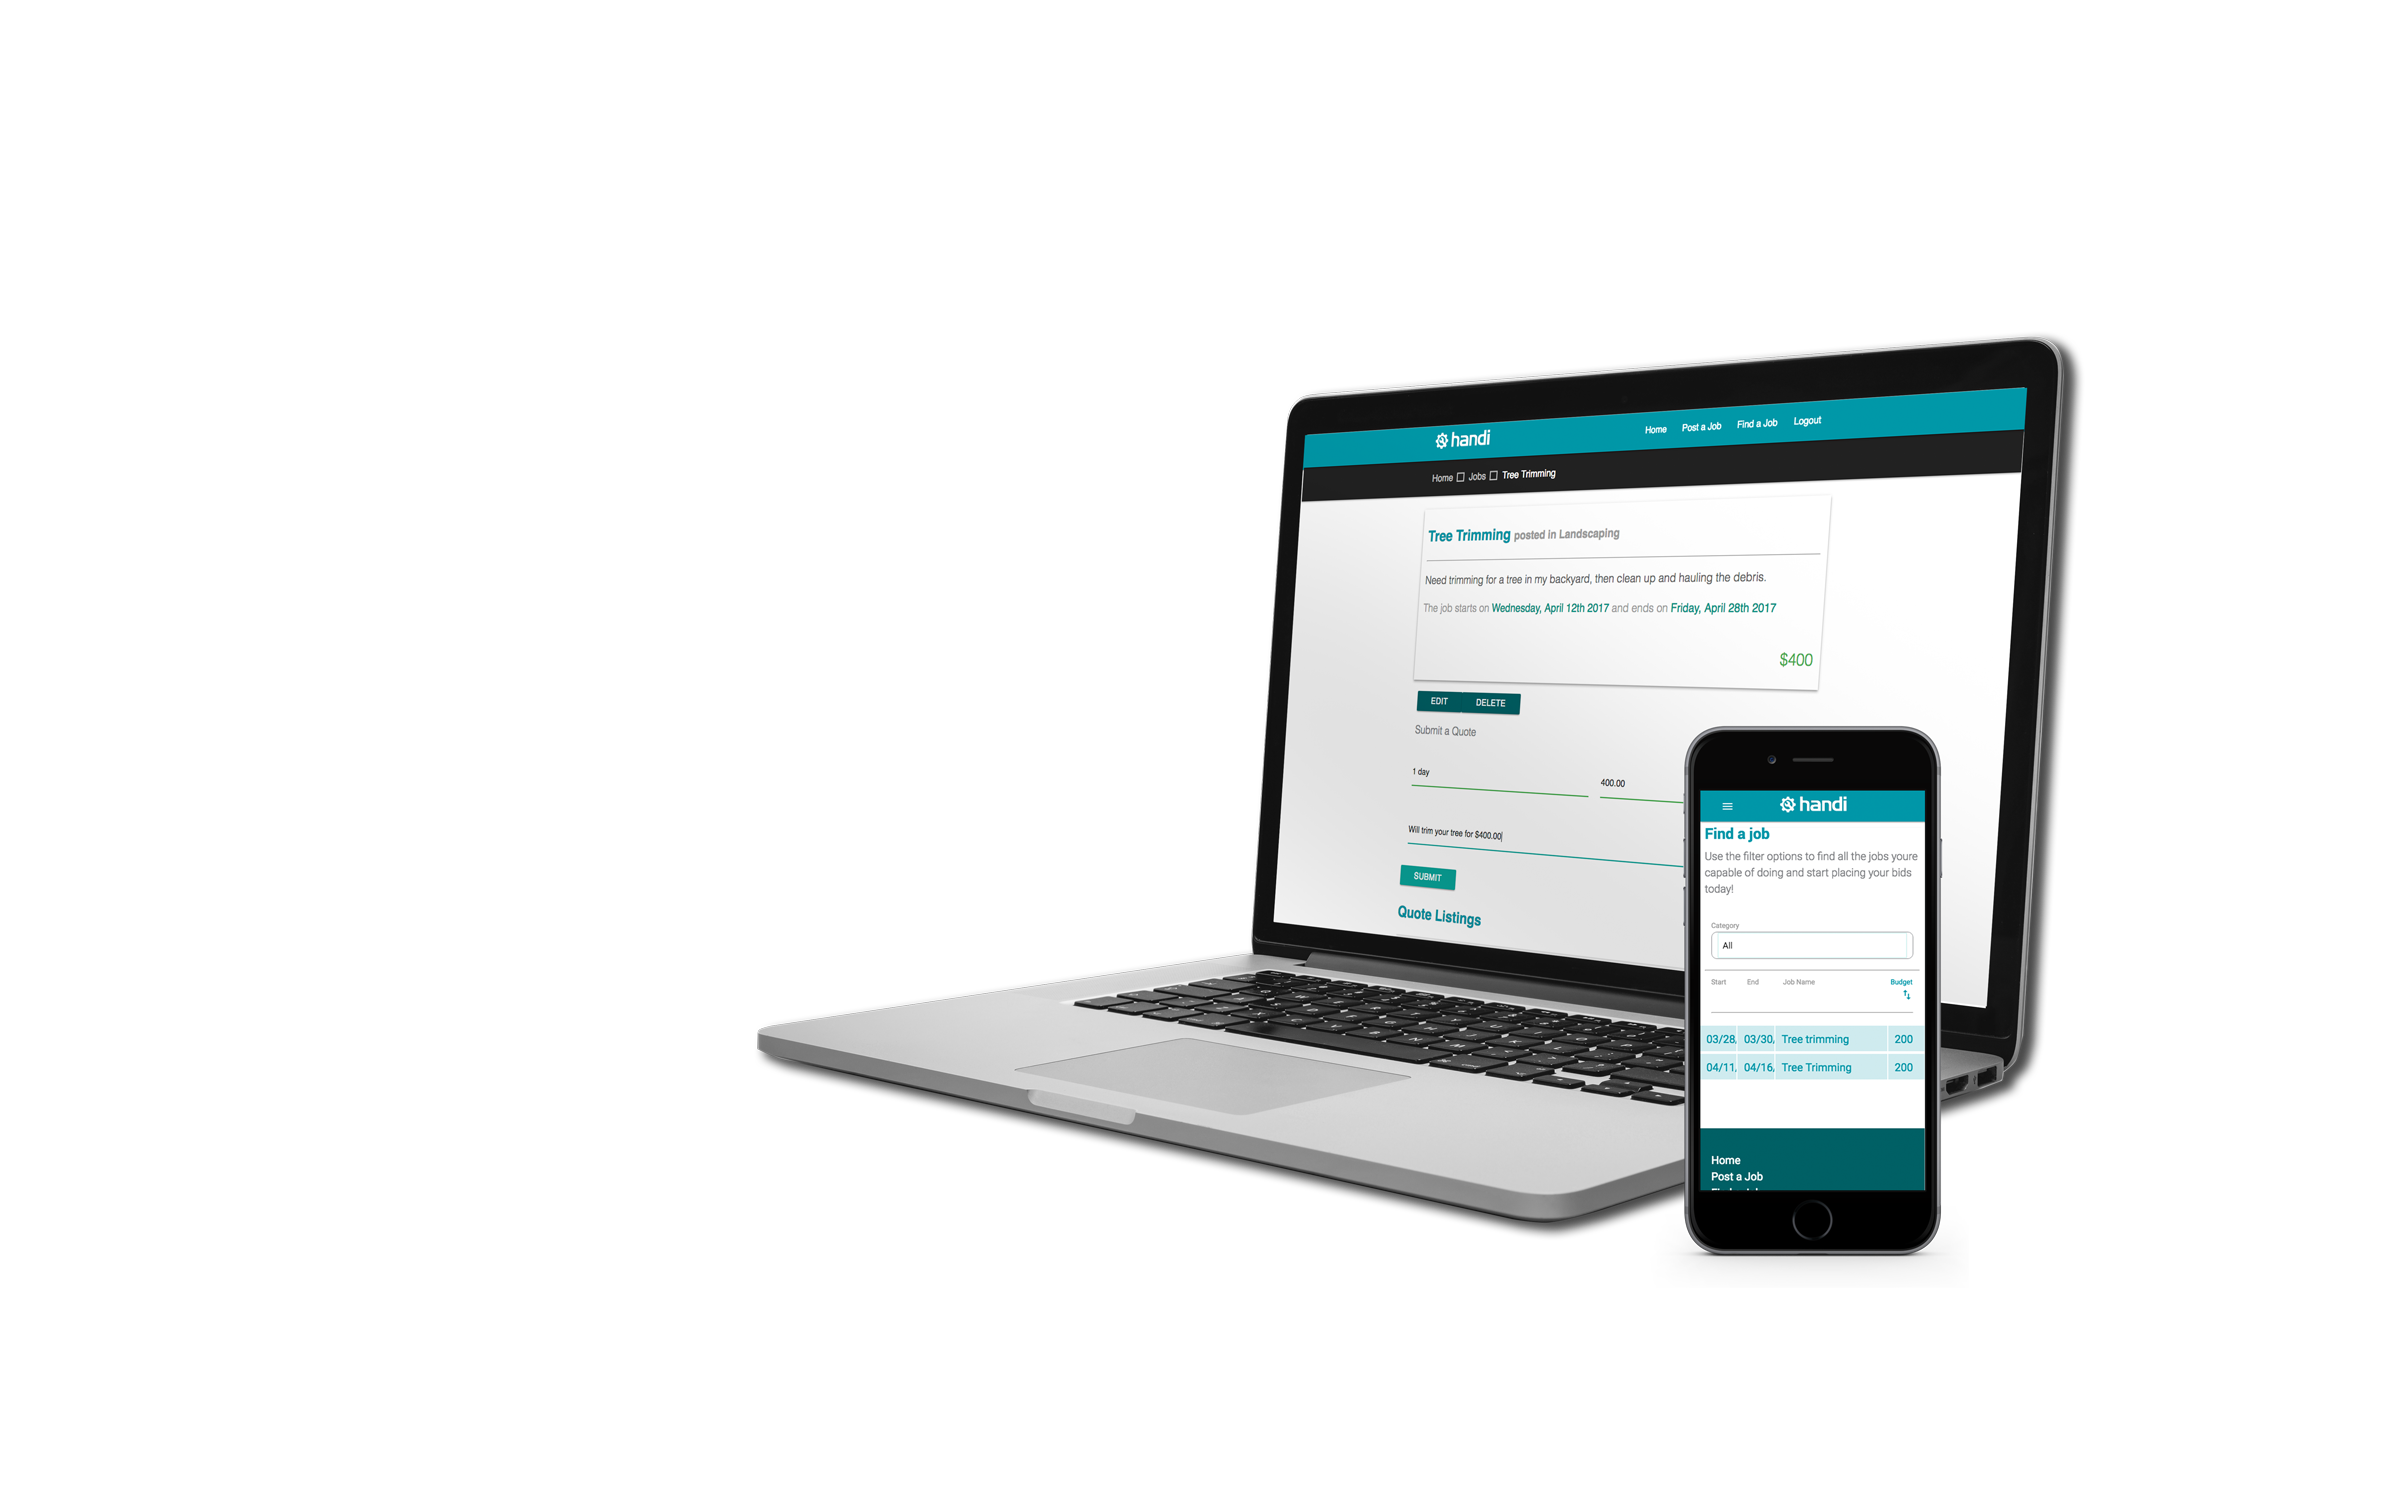 handi
Home Post a Job Find a Job Logout
Home Jobs Tree Trimming
Tree Trimming posted in Landscaping
Need trimming for a tree in my backyard, then clean up and hauling the debris.
The job starts on Wednesday, April 12th 2017 and ends on Friday, April 28th 2017
$400
EDIT DELETE
Submit a Quote
1 day 400.00
Will trim your tree for $400.00
SUBMIT
Quote Listings
handi
Find a job
Use the filter options to find all the jobs youre
capable of doing and start placing your bids
today!
Category
All
Start End Job Name Budget
03/28, 03/30, Tree trimming 200
04/11, 04/16, Tree Trimming 200
Home
Post a Job